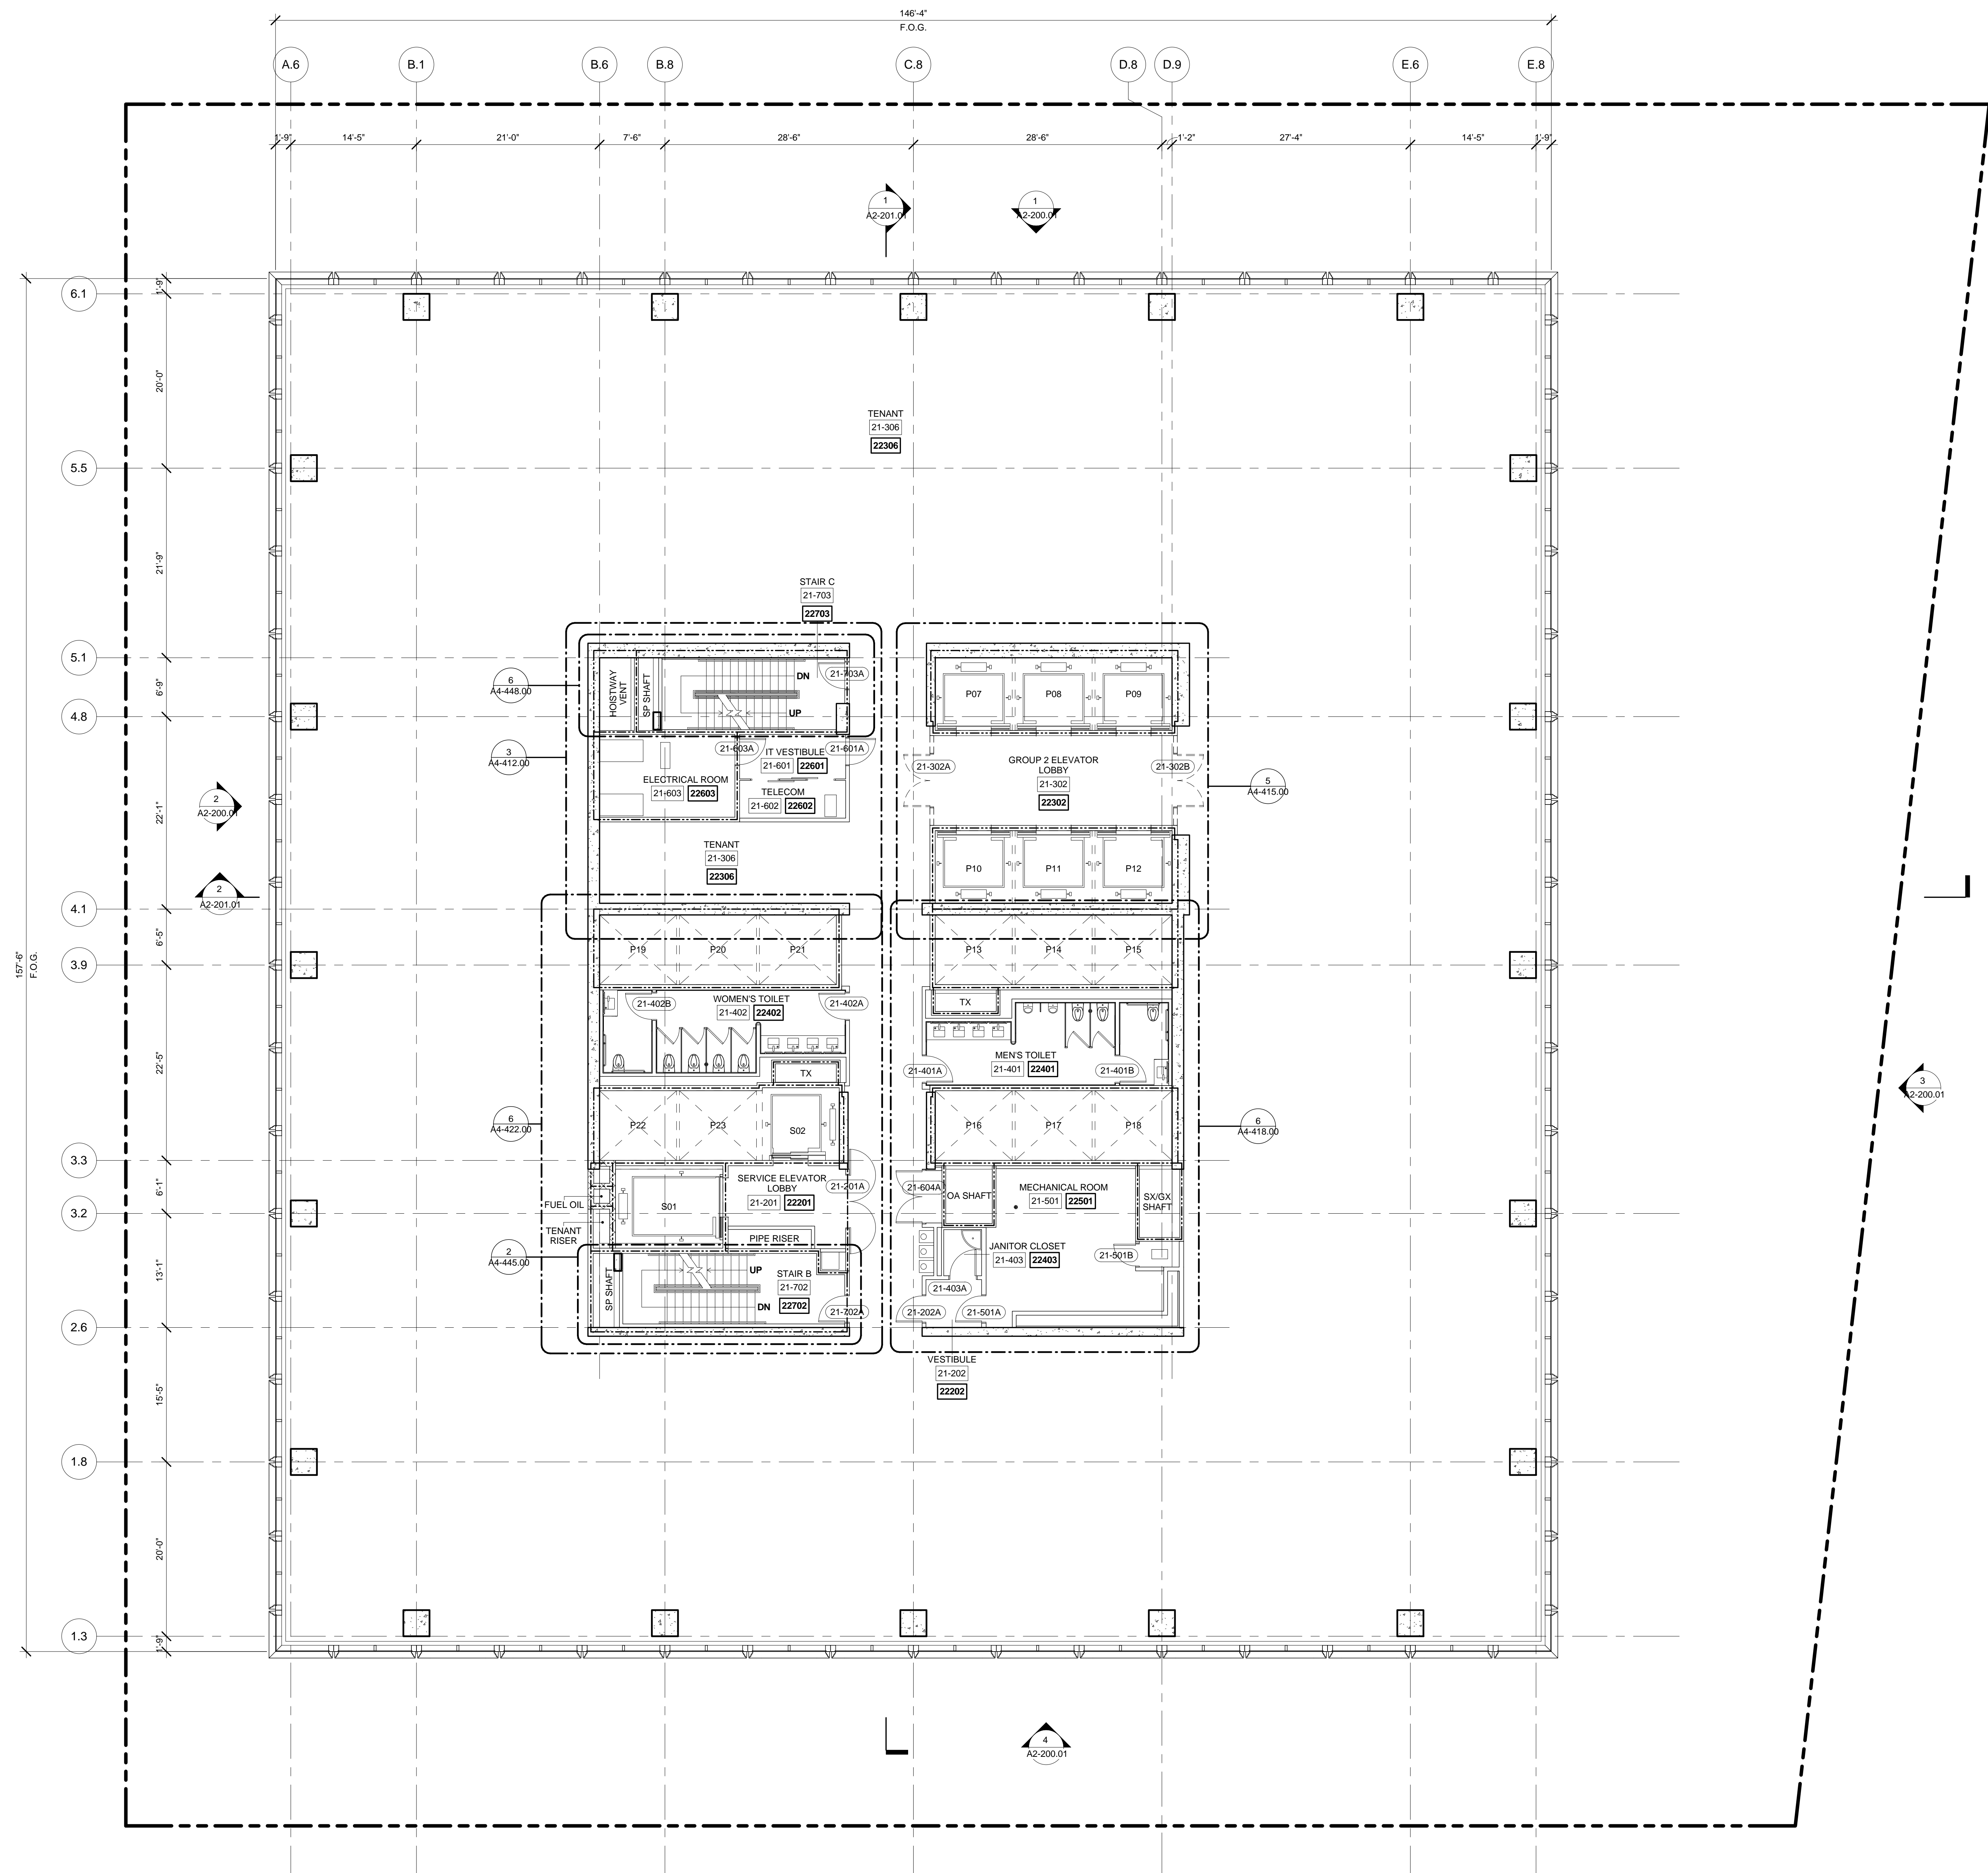 146'-4"
F.O.G.
A.6
B.1
B.6
B.8
C.8
D.8
D.9
E.6
E.8
1'-9"
14'-5"
21'-0"
7'-6"
28'-6"
28'-6"
1'-2"
27'-4"
14'-5"
1'-9"
1
A2-201.01
1
A2-200.01
6.1
1'-9"
20'-0"
TENANT
21-306
22306
5.5
21'-9"
STAIR C
21-703
22703
5.1
6'-9"
6
A4-448.00
HOISTWAY
VENT
SP SHAFT
DN
UP
21-703A
P07
P08
P09
4.8
3
A4-412.00
21-603A
IT VESTIBULE
21-601
22601
21-601A
ELECTRICAL ROOM
21-603
22603
TELECOM
21-602
22602
21-302A
GROUP 2 ELEVATOR
LOBBY
21-302
22302
21-302B
5
A4-415.00
2
A2-200.01
22'-1"
TENANT
21-306
22306
P10
P11
P12
2
A2-201.01
4.1
6'-5"
157'-6"
F.O.G.
P19
P20
P21
P13
P14
P15
3.9
21-402B
WOMEN'S TOILET
21-402
22402
21-402A
TX
22'-5"
TX
MEN'S TOILET
21-401
22401
21-401A
21-401B
3
A2-200.01
6
A4-422.00
P22
P23
S02
P16
P17
P18
6
A4-418.00
3.3
6'-1"
FUEL OIL
TENANT
RISER
S01
SERVICE ELEVATOR
LOBBY
21-201
22201
21-201A
21-604A
OA SHAFT
MECHANICAL ROOM
21-501
22501
SX/GX
SHAFT
3.2
PIPE RISER
2
A4-445.00
13'-1"
SP SHAFT
UP
DN
STAIR B
21-702
22702
21-702A
JANITOR CLOSET
21-403
22403
21-501B
21-403A
21-202A
21-501A
2.6
VESTIBULE
21-202
22202
15'-5"
1.8
20'-0"
1.3
1'-9"
4
A2-200.01